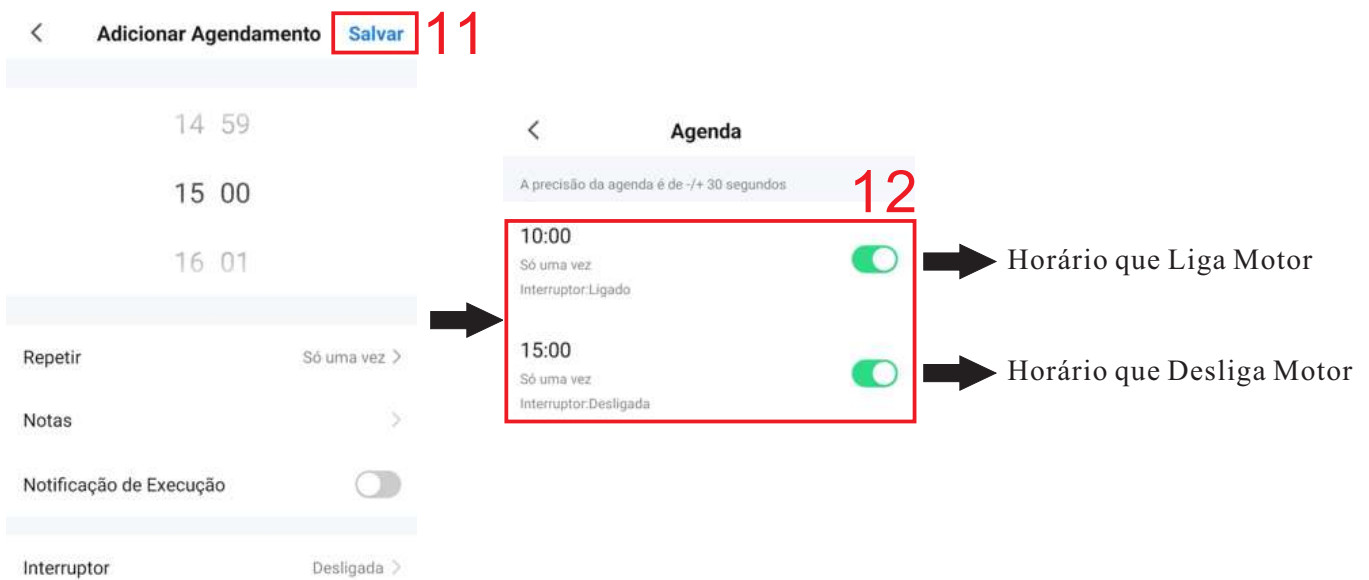 Adicionar Agendamento Salvar 11
14 59
15 00
16 01
Repetir Só uma vez
Notas
Notificação de Execução
Interruptor Desligada
Agenda
A precisão da agenda é de -/+ 30 segundos
12
10:00
Só uma vez
Interruptor:Ligado
15:00
Só uma vez
Interruptor:Desligada
Horário que Liga Motor
Horário que Desliga Motor